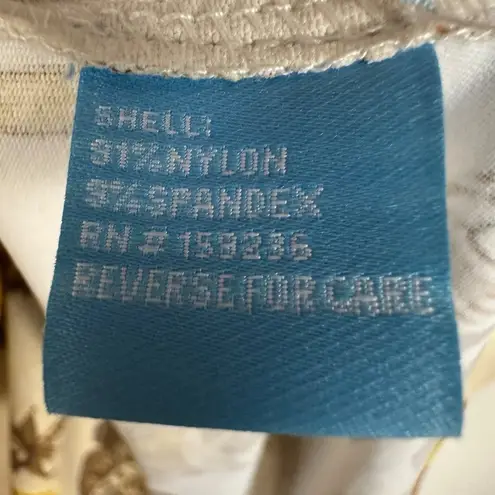 SHELL:
91%NYLON
9%SPANDEX
RN # 159236
REVERSE FOR CARE